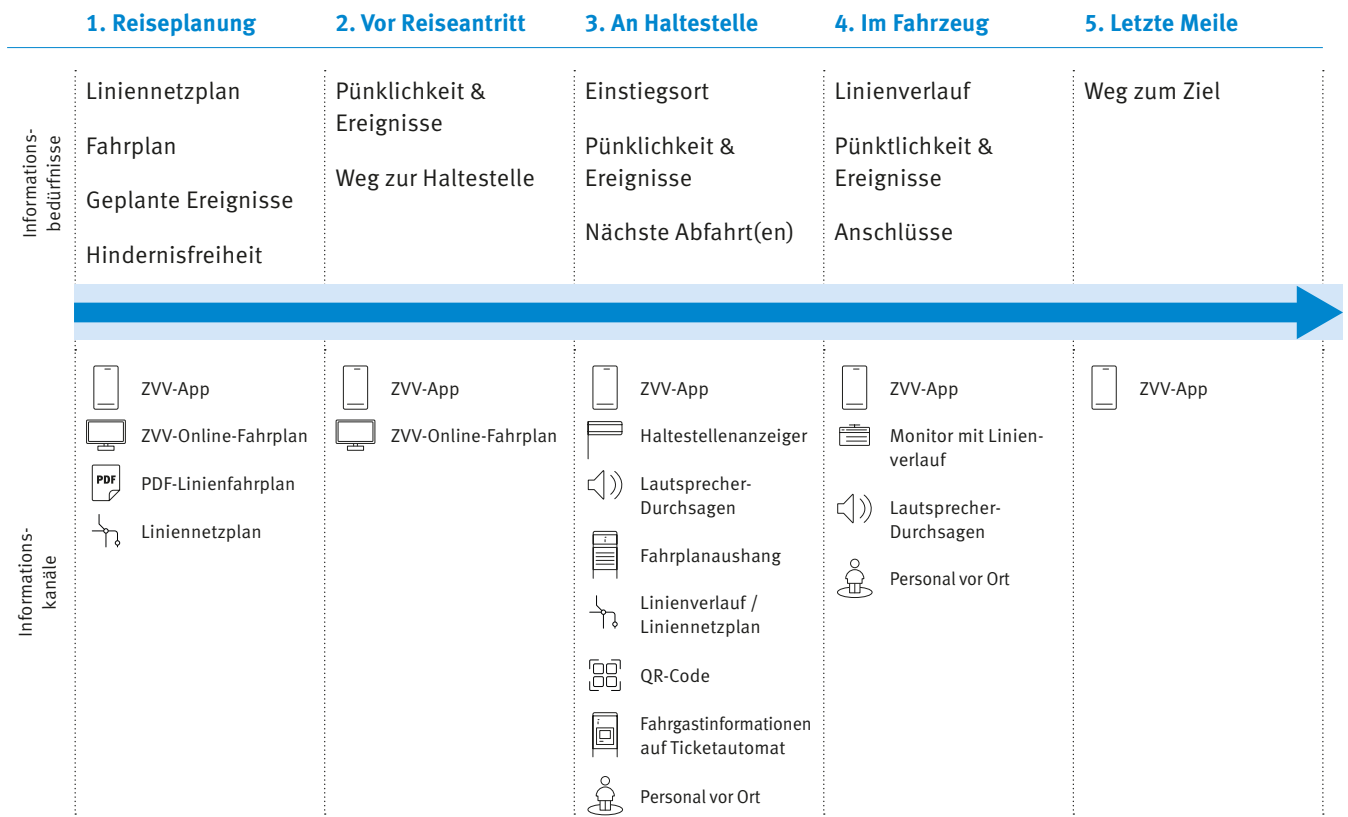 1. Reiseplanung
2. Vor Reiseantritt
3. An Haltestelle
4. Im Fahrzeug
5. Letzte Meile
Informations-
bedürfnisse
Liniennetzplan
Fahrplan
Geplante Ereignisse
Hindernisfreiheit
Pünklichkeit &
Ereignisse
Weg zur Haltestelle
Einstiegsort
Pünklichkeit &
Ereignisse
Nächste Abfahrt(en)
Linienverlauf
Pünktlichkeit &
Ereignisse
Anschlüsse
Weg zum Ziel
Informations-
kanäle
ZVV-App
ZVV-Online-Fahrplan
PDF
PDF-Linienfahrplan
Liniennetzplan
ZVV-App
ZVV-Online-Fahrplan
ZVV-App
Haltestellenanzeiger
Lautsprecher-
Durchsagen
i
Fahrplanaushang
Linienverlauf /
Liniennetzplan
QR-Code
i
Fahrgastinformationen
auf Ticketautomat
Personal vor Ort
ZVV-App
Monitor mit Linien-
verlauf
Lautsprecher-
Durchsagen
Personal vor Ort
ZVV-App